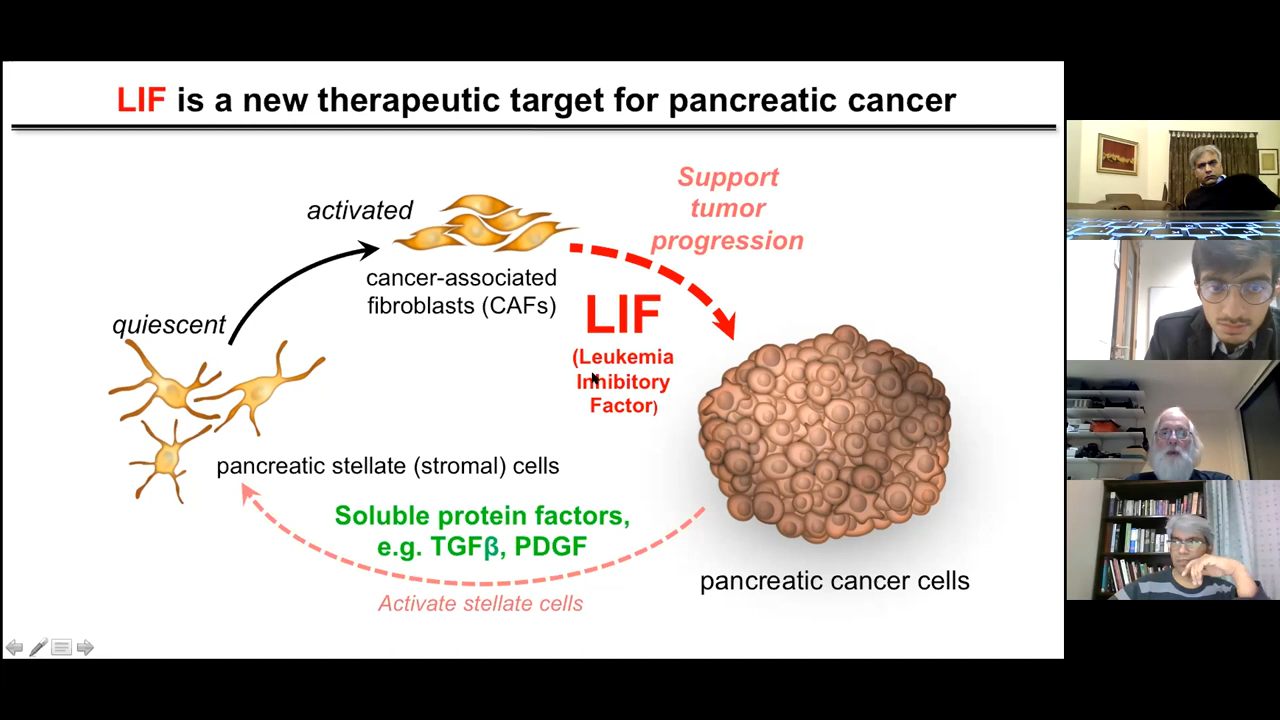 LIF is a new therapeutic target for pancreatic cancer
Support
tumor
progression
activated
cancer-associated
fibroblasts (CAFs)
quiescent
LIF
(Leukemia
Inhibitory
Factor)
pancreatic stellate (stromal) cells
Soluble protein factors,
e.g. TGFβ, PDGF
Activate stellate cells
pancreatic cancer cells